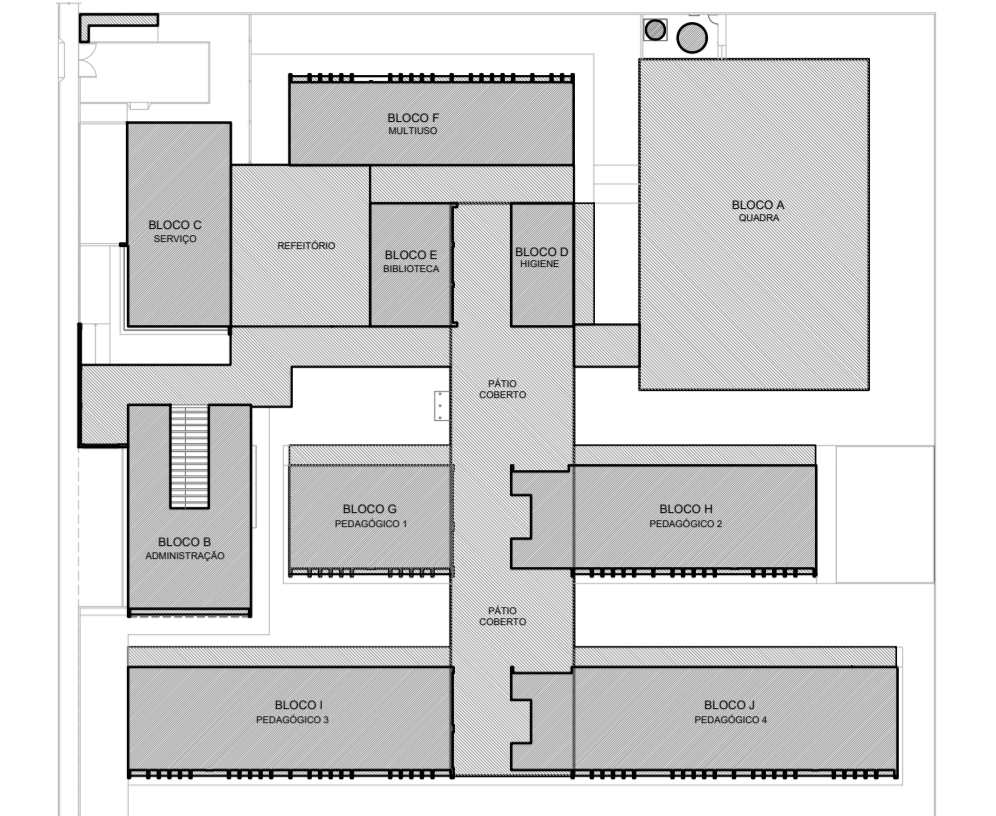 BLOCO F
MULTIUSO
BLOCO A
QUADRA
BLOCO C
SERVIÇO
REFEITÓRIO
BLOCO E
BIBLIOTECA
BLOCO D
HIGIENE
PÁTIO
COBERTO
BLOCO G
PEDAGÓGICO 1
BLOCO H
PEDAGÓGICO 2
BLOCO B
ADMINISTRAÇÃO
PÁTIO
COBERTO
BLOCO I
PEDAGÓGICO 3
BLOCO J
PEDAGÓGICO 4